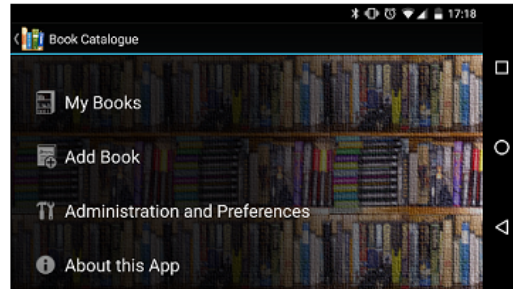 17:18
Book Catalogue
My Books
Add Book
Administration and Preferences
About this App